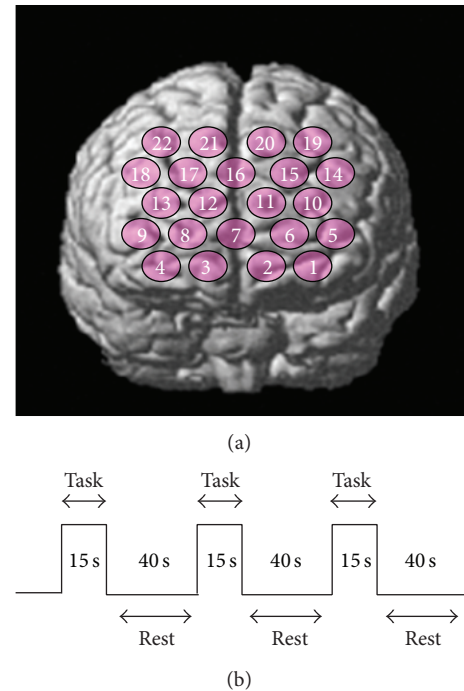 22 21 20 19
18 17 16 15 14
13 12 11 10
9 8 7 6 5
4 3 2 1
(a)
Task Task Task
15 s 40 s 15 s 40 s 15 s 40 s
Rest Rest Rest
(b)